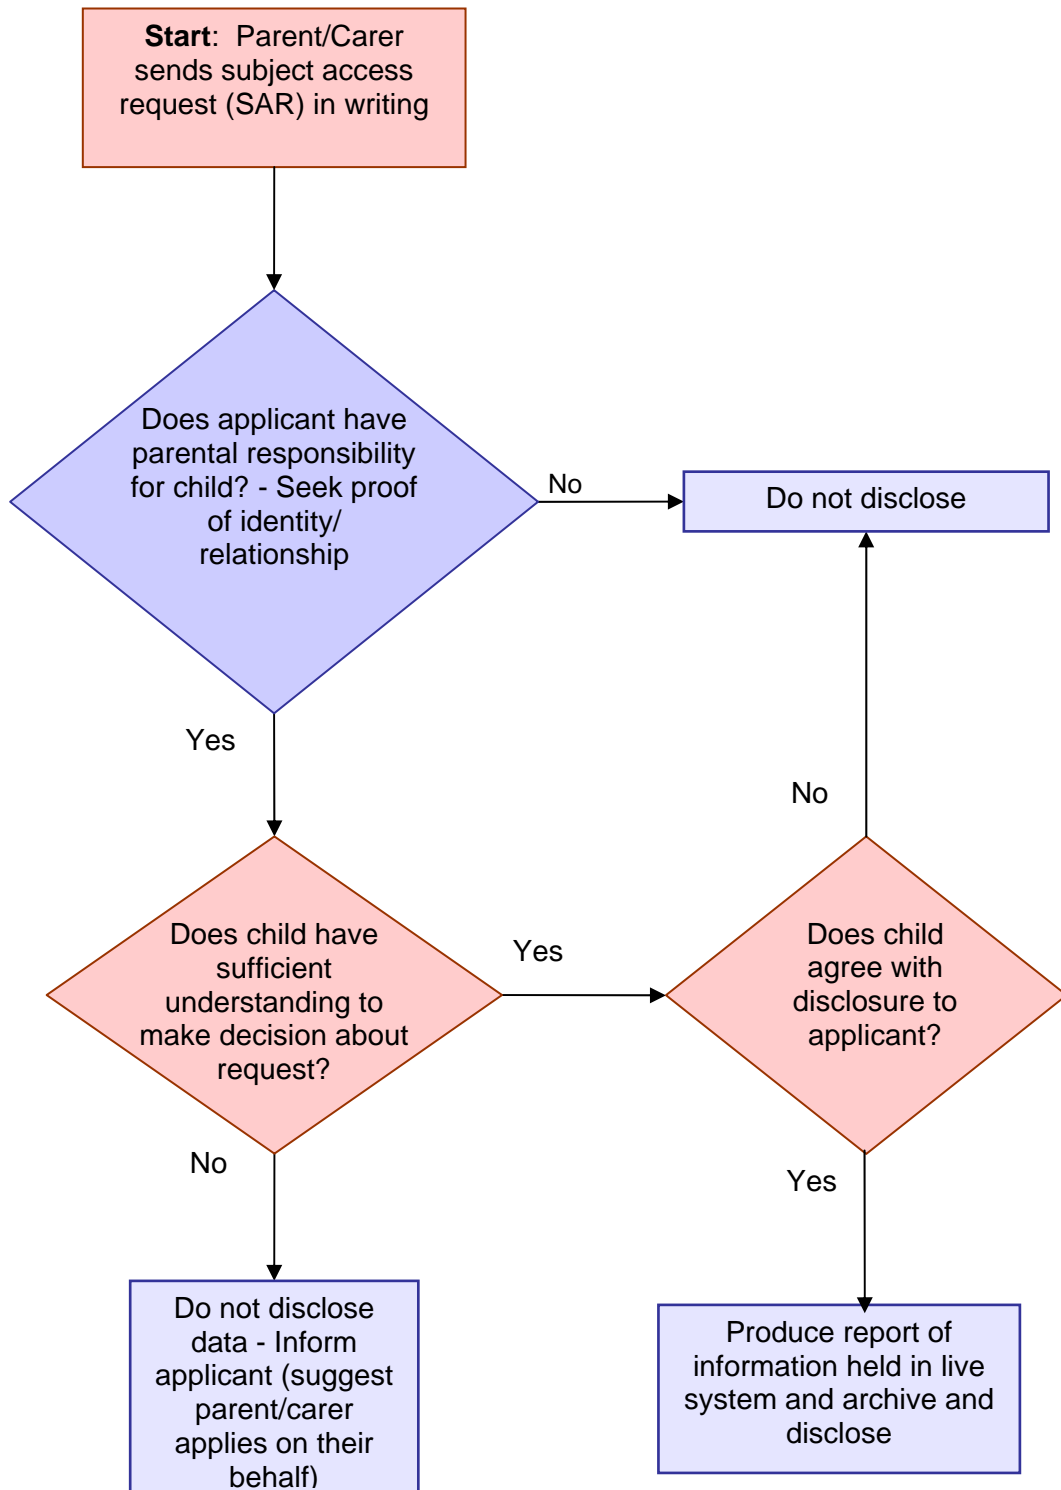 Start:  Parent/Carer
sends subject access
request (SAR) in writing
Does applicant have
parental responsibility
for child? - Seek proof
of identity/
relationship
No
Do not disclose
Yes
No
Does child have
sufficient
understanding to
make decision about
request?
Yes
Does child
agree with
disclosure to
applicant?
No
Yes
Do not disclose
data - Inform
applicant (suggest
parent/carer
applies on their
behalf)
Produce report of
information held in live
system and archive and
disclose